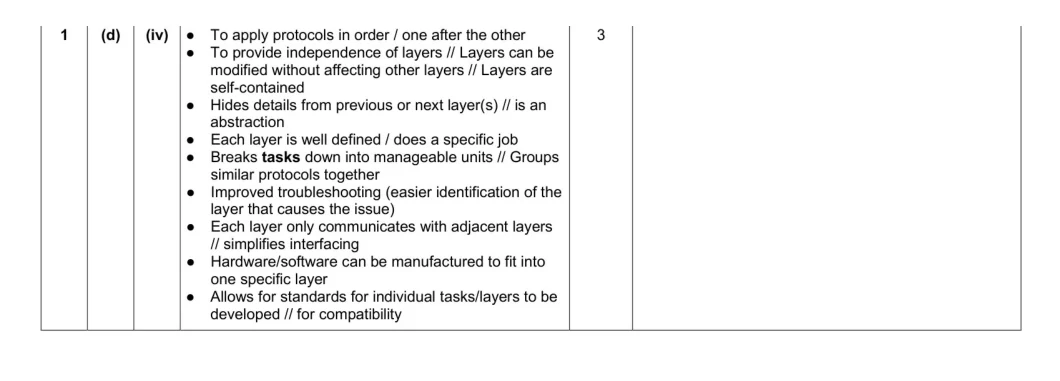 1 (d) (iv) ● To apply protocols in order / one after the other 3
● To provide independence of layers // Layers can be
modified without affecting other layers // Layers are
self-contained
● Hides details from previous or next layer(s) // is an
abstraction
● Each layer is well defined / does a specific job
● Breaks tasks down into manageable units // Groups
similar protocols together
● Improved troubleshooting (easier identification of the
layer that causes the issue)
● Each layer only communicates with adjacent layers
// simplifies interfacing
● Hardware/software can be manufactured to fit into
one specific layer
● Allows for standards for individual tasks/layers to be
developed // for compatibility